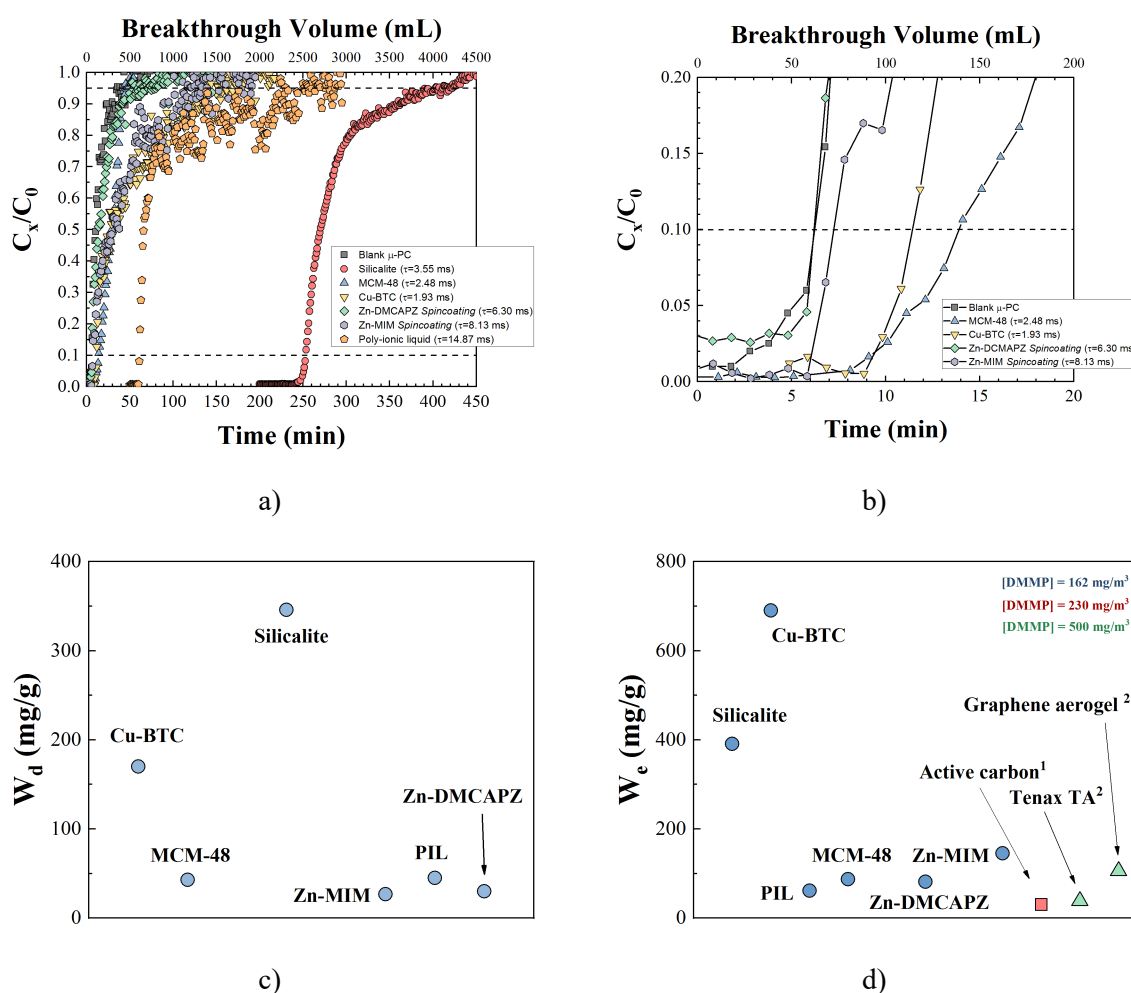 Breakthrough Volume (mL)
0 500 1000 1500 2000 2500 3000 3500 4000 4500
1.0
0.9
0.8
0.7
0.6
0.5
0.4
0.3
0.2
0.1
0.0
Cₓ/C₀
Blank μ-PC
Silicalite (τ=3.55 ms)
MCM-48 (τ=2.48 ms)
Cu-BTC (τ=1.93 ms)
Zn-DMCAPZ Spincoating (τ=6.30 ms)
Zn-MIM Spincoating (τ=8.13 ms)
Poly-ionic liquid (τ=14.87 ms)
0 50 100 150 200 250 300 350 400 450
Time (min)
a)
Breakthrough Volume (mL)
0 50 100 150 200
0.20
0.15
0.10
0.05
0.00
Cₓ/C₀
Blank μ-PC
MCM-48 (τ=2.48 ms)
Cu-BTC (τ=1.93 ms)
Zn-DCMAPZ Spincoating (τ=6.30 ms)
Zn-MIM Spincoating (τ=8.13 ms)
0 5 10 15 20
Time (min)
b)
400
300
200
100
0
W_d (mg/g)
Silicalite
Cu-BTC
Zn-DMCAPZ
MCM-48
PIL
Zn-MIM
c)
800
600
400
200
0
W_e (mg/g)
[DMMP] = 162 mg/m³
[DMMP] = 230 mg/m³
[DMMP] = 500 mg/m³
Cu-BTC
Silicalite
Graphene aerogel ²
Active carbon¹
Tenax TA²
MCM-48
Zn-MIM
PIL
Zn-DMCAPZ
d)